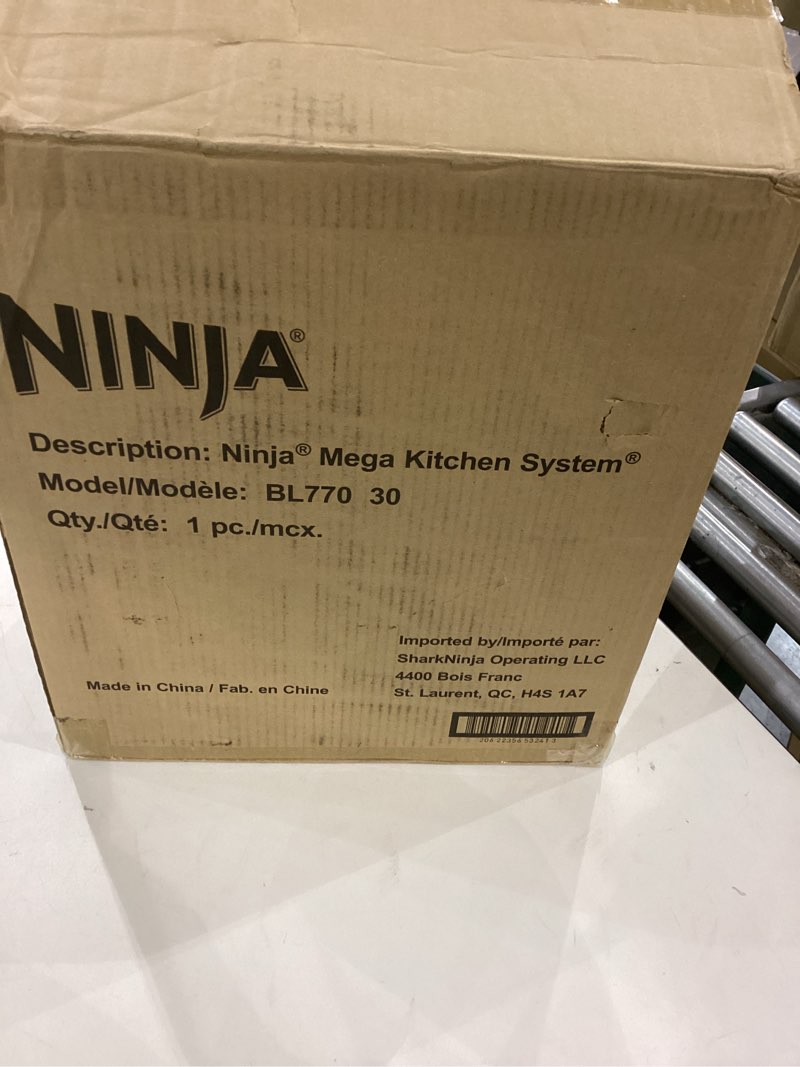 NINJA®
Description: Ninja® Mega Kitchen System®
Model/Modèle: BL770 30
Qty./Qté: 1 pc./mcx.
Imported by/Importé par:
SharkNinja Operating LLC
4400 Bois Franc
St. Laurent, QC, H4S 1A7
Made in China / Fab. en Chine